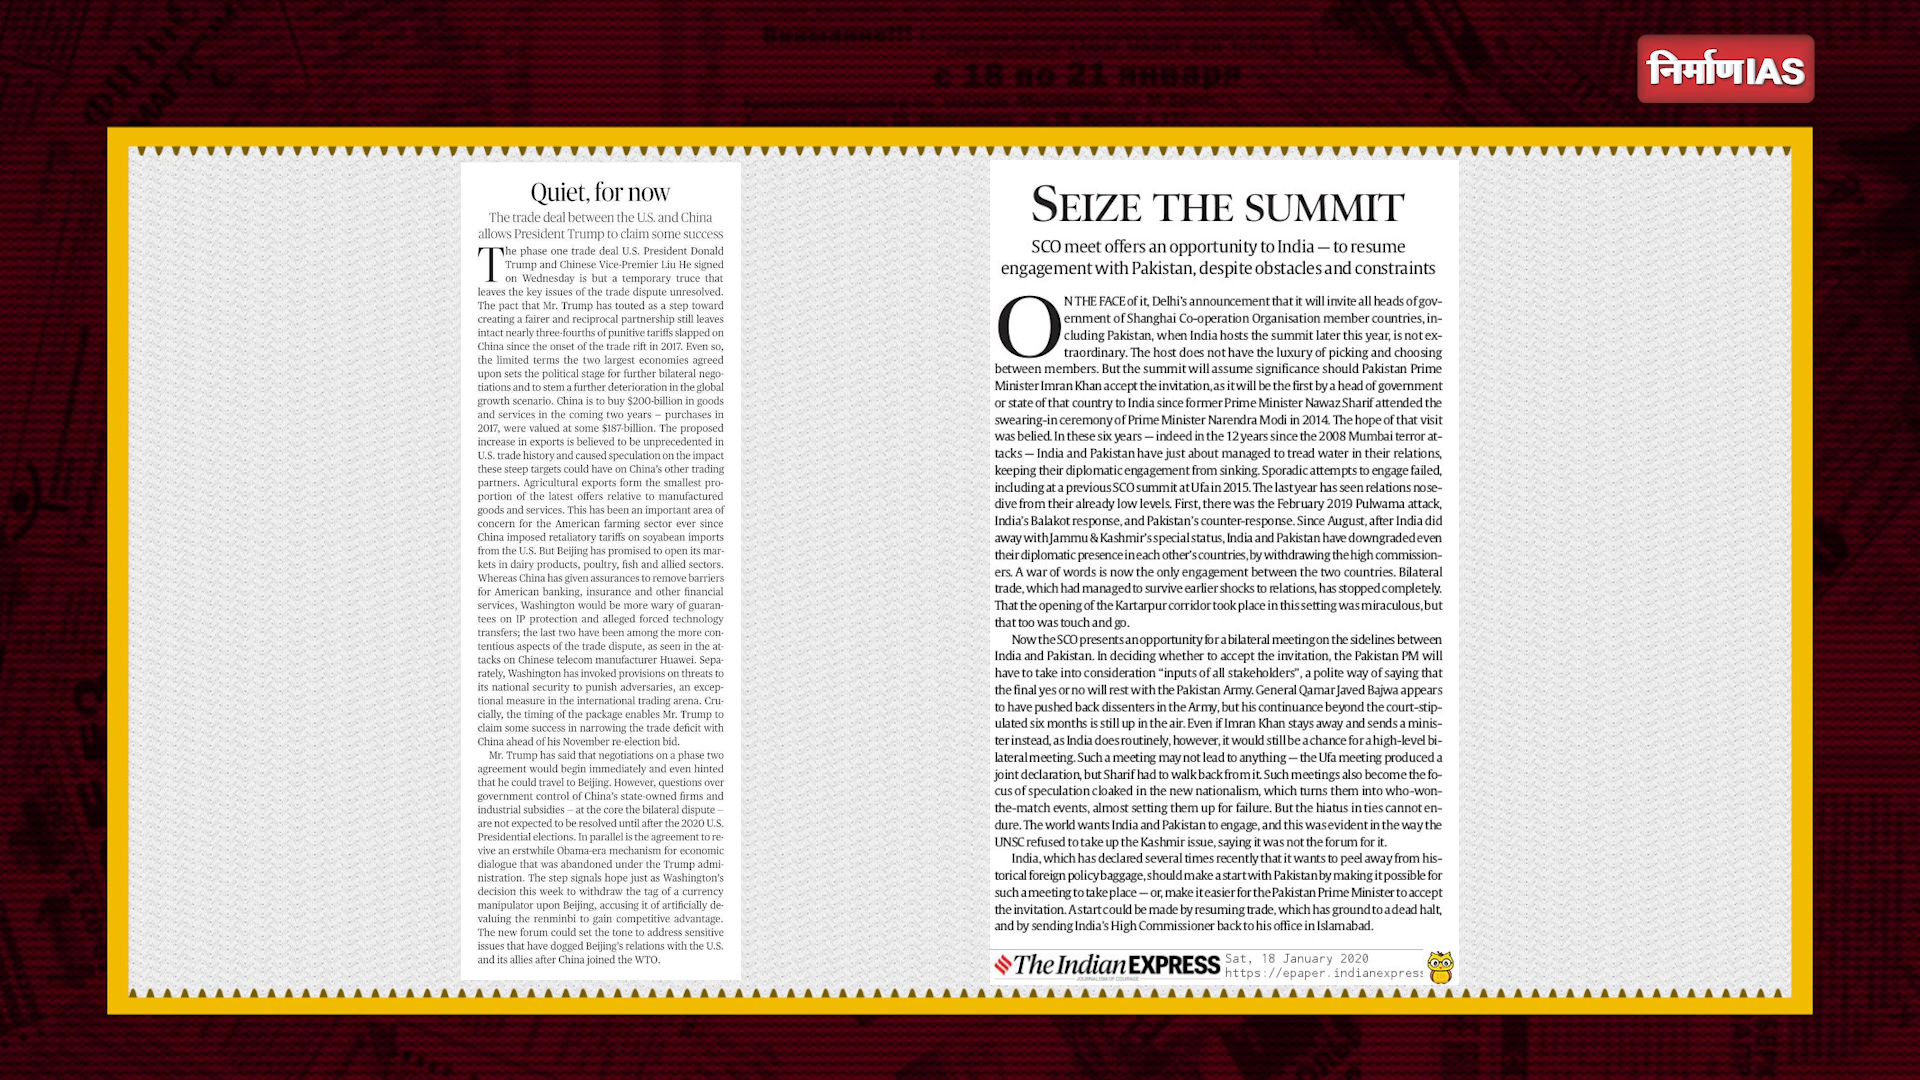 Внимание!!!
с 16 по 21 января
निर्माण IAS
Quiet, for now
The trade deal between the U.S. and China
allows President Trump to claim some success
The phase one trade deal U.S. President Donald
Trump and Chinese Vice-Premier Liu He signed
on Wednesday is but a temporary truce that
leaves the key issues of the trade dispute unresolved.
The pact that Mr. Trump has touted as a step toward
creating a fairer and reciprocal partnership still leaves
intact nearly three-fourths of punitive tariffs slapped on
China since the onset of the trade rift in 2017. Even so,
the limited terms the two largest economies agreed
upon sets the political stage for further bilateral nego-
tiations and to stem a further deterioration in the global
growth scenario. China is to buy $200-billion in goods
and services in the coming two years – purchases in
2017, were valued at some $187-billion. The proposed
increase in exports is believed to be unprecedented in
U.S. trade history and caused speculation on the impact
these steep targets could have on China's other trading
partners. Agricultural exports form the smallest pro-
portion of the latest offers relative to manufactured
goods and services. This has been an important area of
concern for the American farming sector ever since
China imposed retaliatory tariffs on soyabean imports
from the U.S. But Beijing has promised to open its mar-
kets in dairy products, poultry, fish and allied sectors.
Whereas China has given assurances to remove barriers
for American banking, insurance and other financial
services, Washington would be more wary of guaran-
tees on IP protection and alleged forced technology
transfers; the last two have been among the more con-
tentious aspects of the trade dispute, as seen in the at-
tacks on Chinese telecom manufacturer Huawei. Sepa-
rately, Washington has invoked provisions on threats to
its national security to punish adversaries, an excep-
tional measure in the international trading arena. Cru-
cially, the timing of the package enables Mr. Trump to
claim some success in narrowing the trade deficit with
China ahead of his November re-election bid.
Mr. Trump has said that negotiations on a phase two
agreement would begin immediately and even hinted
that he could travel to Beijing. However, questions over
government control of China's state-owned firms and
industrial subsidies – at the core the bilateral dispute –
are not expected to be resolved until after the 2020 U.S.
Presidential elections. In parallel is the agreement to re-
vive an erstwhile Obama-era mechanism for economic
dialogue that was abandoned under the Trump admi-
nistration. The step signals hope just as Washington's
decision this week to withdraw the tag of a currency
manipulator upon Beijing, accusing it of artificially de-
valuing the renminbi to gain competitive advantage.
The new forum could set the tone to address sensitive
issues that have dogged Beijing's relations with the U.S.
and its allies after China joined the WTO.
SEIZE THE SUMMIT
SCO meet offers an opportunity to India — to resume
engagement with Pakistan, despite obstacles and constraints
ON THE FACE of it, Delhi's announcement that it will invite all heads of gov-
ernment of Shanghai Co-operation Organisation member countries, in-
cluding Pakistan, when India hosts the summit later this year, is not ex-
traordinary. The host does not have the luxury of picking and choosing
between members. But the summit will assume significance should Pakistan Prime
Minister Imran Khan accept the invitation, as it will be the first by a head of government
or state of that country to India since former Prime Minister Nawaz Sharif attended the
swearing-in ceremony of Prime Minister Narendra Modi in 2014. The hope of that visit
was belied. In these six years — indeed in the 12 years since the 2008 Mumbai terror at-
tacks — India and Pakistan have just about managed to tread water in their relations,
keeping their diplomatic engagement from sinking. Sporadic attempts to engage failed,
including at a previous SCO summit at Ufa in 2015. The last year has seen relations nose-
dive from their already low levels. First, there was the February 2019 Pulwama attack,
India's Balakot response, and Pakistan's counter-response. Since August, after India did
away with Jammu & Kashmir's special status, India and Pakistan have downgraded even
their diplomatic presence in each other's countries, by withdrawing the high commission-
ers. A war of words is now the only engagement between the two countries. Bilateral
trade, which had managed to survive earlier shocks to relations, has stopped completely.
That the opening of the Kartarpur corridor took place in this setting was miraculous, but
that too was touch and go.
Now the SCO presents an opportunity for a bilateral meeting on the sidelines between
India and Pakistan. In deciding whether to accept the invitation, the Pakistan PM will
have to take into consideration “inputs of all stakeholders”, a polite way of saying that
the final yes or no will rest with the Pakistan Army. General Qamar Javed Bajwa appears
to have pushed back dissenters in the Army, but his continuance beyond the court-stip-
ulated six months is still up in the air. Even if Imran Khan stays away and sends a minis-
ter instead, as India does routinely, however, it would still be a chance for a high-level bi-
lateral meeting. Such a meeting may not lead to anything — the Ufa meeting produced a
joint declaration, but Sharif had to walk back from it. Such meetings also become the fo-
cus of speculation cloaked in the new nationalism, which turns them into who-won-
the-match events, almost setting them up for failure. But the hiatus in ties cannot en-
dure. The world wants India and Pakistan to engage, and this was evident in the way the
UNSC refused to take up the Kashmir issue, saying it was not the forum for it.
India, which has declared several times recently that it wants to peel away from his-
torical foreign policy baggage, should make a start with Pakistan by making it possible for
such a meeting to take place — or, make it easier for the Pakistan Prime Minister to accept
the invitation. A start could be made by resuming trade, which has ground to a dead halt,
and by sending India's High Commissioner back to his office in Islamabad.
The Indian EXPRESS
JOURNALISM OF COURAGE
Sat, 18 January 2020
https://epaper.indianexpress